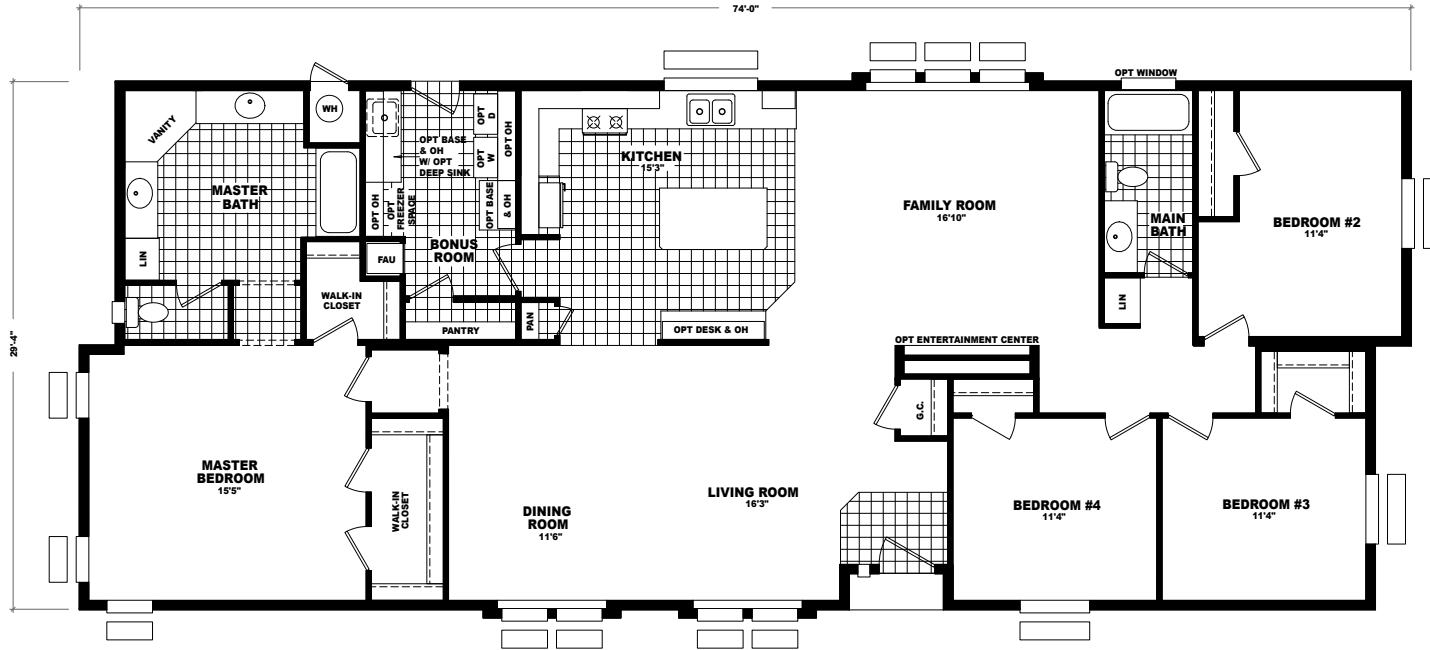 74'-0"
29'-4"
VANITY
WH
MASTER
BATH
LIN
WALK-IN
CLOSET
FAU
OPT BASE
& OH
W/ OPT
DEEP SINK
OPT
D
OPT
W
OPT OH
OPT BASE
& OH
OPT OH
OPT
FREEZER
SPACE
BONUS
ROOM
PANTRY
PAN
KITCHEN
15'3"
OPT DESK & OH
FAMILY ROOM
16'10"
OPT ENTERTAINMENT CENTER
OPT WINDOW
MAIN
BATH
LIN
BEDROOM #2
11'4"
MASTER
BEDROOM
15'5"
WALK-IN
CLOSET
DINING
ROOM
11'6"
LIVING ROOM
16'3"
G.C.
BEDROOM #4
11'4"
BEDROOM #3
11'4"